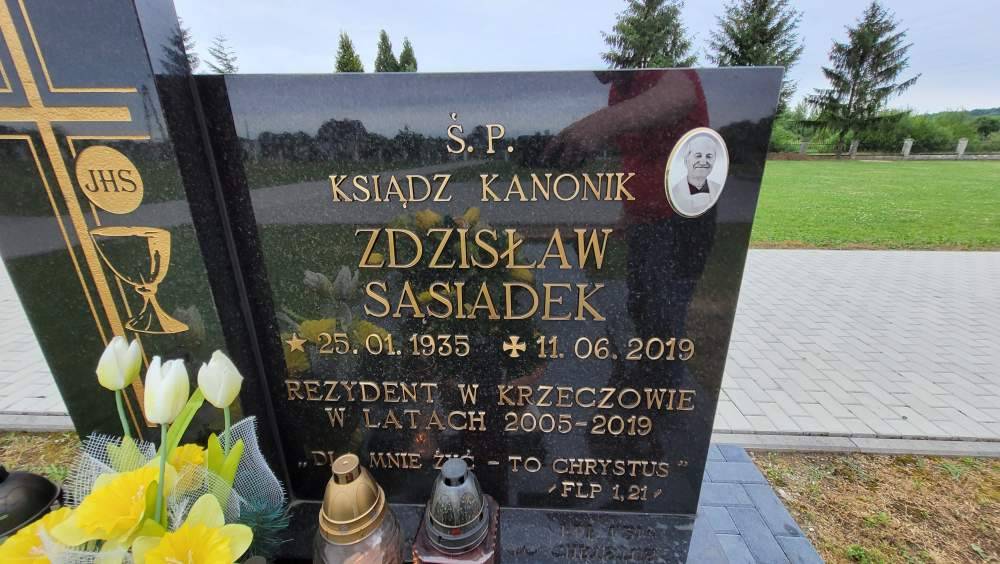 JHS
Ś. P.
KSIĄDZ KANONIK
ZDZISŁAW
SĄSIADEK
25.01.1935 11.06.2019
REZYDENT W KRZECZOWIE
W LATACH 2005-2019
„DLA MNIE ŻYĆ - TO CHRYSTUS"
/FLP 1,21/